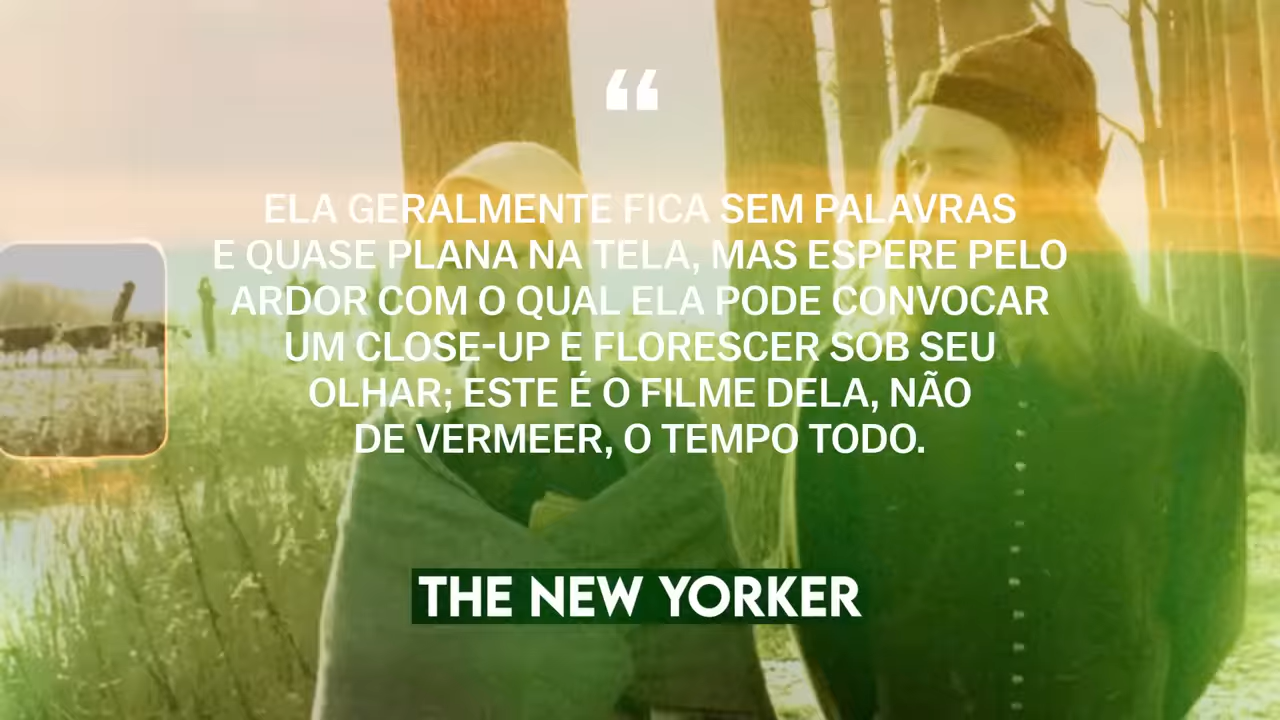 “
ELA GERALMENTE FICA SEM PALAVRAS
E QUASE PLANA NA TELA, MAS ESPERE PELO
ARDOR COM O QUAL ELA PODE CONVOCAR
UM CLOSE-UP E FLORESCER SOB SEU
OLHAR; ESTE É O FILME DELA, NÃO
DE VERMEER, O TEMPO TODO.
THE NEW YORKER